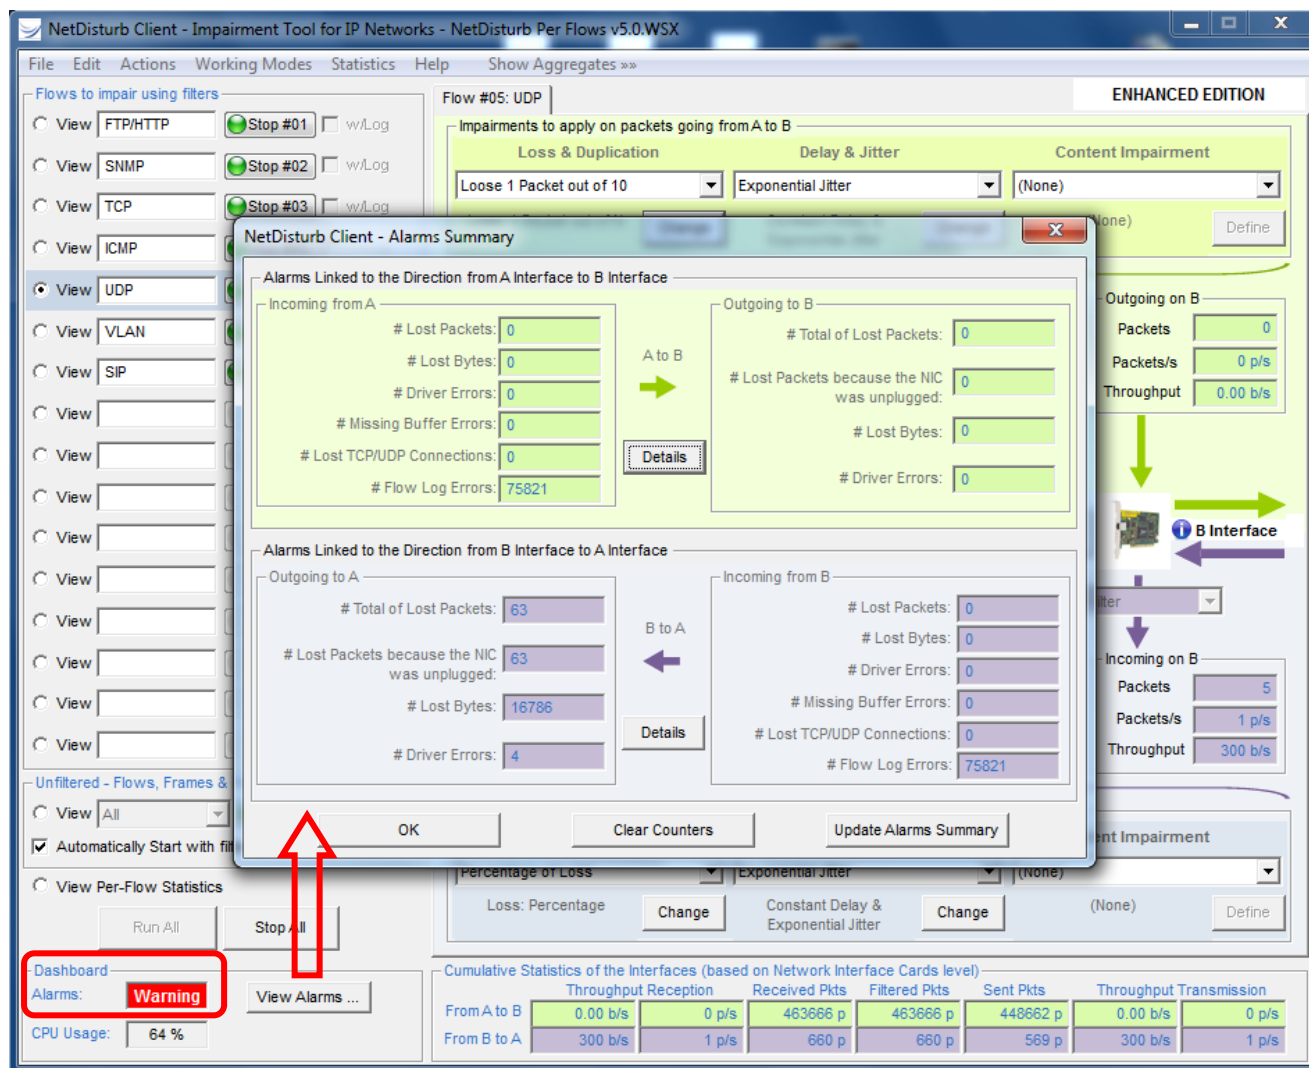 NetDisturb Client - Impairment Tool for IP Networks - NetDisturb Per Flows v5.0.WSX
File Edit Actions Working Modes Statistics Help Show Aggregates »»
Flows to impair using filters
View FTP/HTTP Stop #01 w/Log
View SNMP Stop #02 w/Log
View TCP Stop #03 w/Log
View ICMP
View UDP
View VLAN
View SIP
View
View
View
View
View
View
View
View
View
Unfiltered - Flows, Frames &
View All
Automatically Start with filt
View Per-Flow Statistics
Run All Stop All
Dashboard
Alarms: Warning View Alarms ...
CPU Usage: 64 %
Flow #05: UDP
ENHANCED EDITION
Impairments to apply on packets going from A to B
Loss & Duplication Delay & Jitter Content Impairment
Loose 1 Packet out of 10 Exponential Jitter (None)
Define
NetDisturb Client - Alarms Summary
Alarms Linked to the Direction from A Interface to B Interface
Incoming from A
# Lost Packets: 0
# Lost Bytes: 0
# Driver Errors: 0
# Missing Buffer Errors: 0
# Lost TCP/UDP Connections: 0
# Flow Log Errors: 75821
A to B
Details
Outgoing to B
# Total of Lost Packets: 0
# Lost Packets because the NIC
was unplugged: 0
# Lost Bytes: 0
# Driver Errors: 0
Alarms Linked to the Direction from B Interface to A Interface
Outgoing to A
# Total of Lost Packets: 63
# Lost Packets because the NIC
was unplugged: 63
# Lost Bytes: 16786
# Driver Errors: 4
B to A
Details
Incoming from B
# Lost Packets: 0
# Lost Bytes: 0
# Driver Errors: 0
# Missing Buffer Errors: 0
# Lost TCP/UDP Connections: 0
# Flow Log Errors: 75821
OK Clear Counters Update Alarms Summary
Outgoing on B
Packets 0
Packets/s 0 p/s
Throughput 0.00 b/s
B Interface
Incoming on B
Packets 5
Packets/s 1 p/s
Throughput 300 b/s
nt Impairment
Percentage of Loss Exponential Jitter (None)
Loss: Percentage Change Constant Delay &
Exponential Jitter Change (None) Define
Cumulative Statistics of the Interfaces (based on Network Interface Cards level)
Throughput Reception Received Pkts Filtered Pkts Sent Pkts Throughput Transmission
From A to B 0.00 b/s 0 p/s 463666 p 463666 p 448662 p 0.00 b/s 0 p/s
From B to A 300 b/s 1 p/s 660 p 660 p 569 p 300 b/s 1 p/s